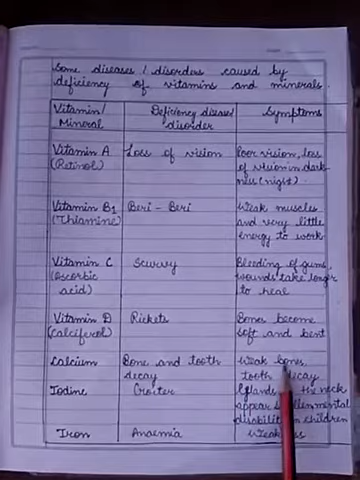 Some diseases / disorders caused by
deficiency of vitamins and minerals.
Vitamin/ Deficiency disease/ Symptoms
Mineral disorder
Vitamin A Loss of vision Poor vision, loss
(Retinol) of vision in dark-
ness (night).
Vitamin B1 Beri - Beri Weak muscles
(Thiamine) and very little
energy to work
Vitamin C Scurvy Bleeding of gums,
(ascorbic wounds take longer
acid) to heal
Vitamin D Rickets Bones become
(Calciferol) soft and bent
Calcium Bone and tooth Weak bones,
decay tooth decay
Iodine Groiter Glands the neck
appear mental
disability in children
Iron Anaemia